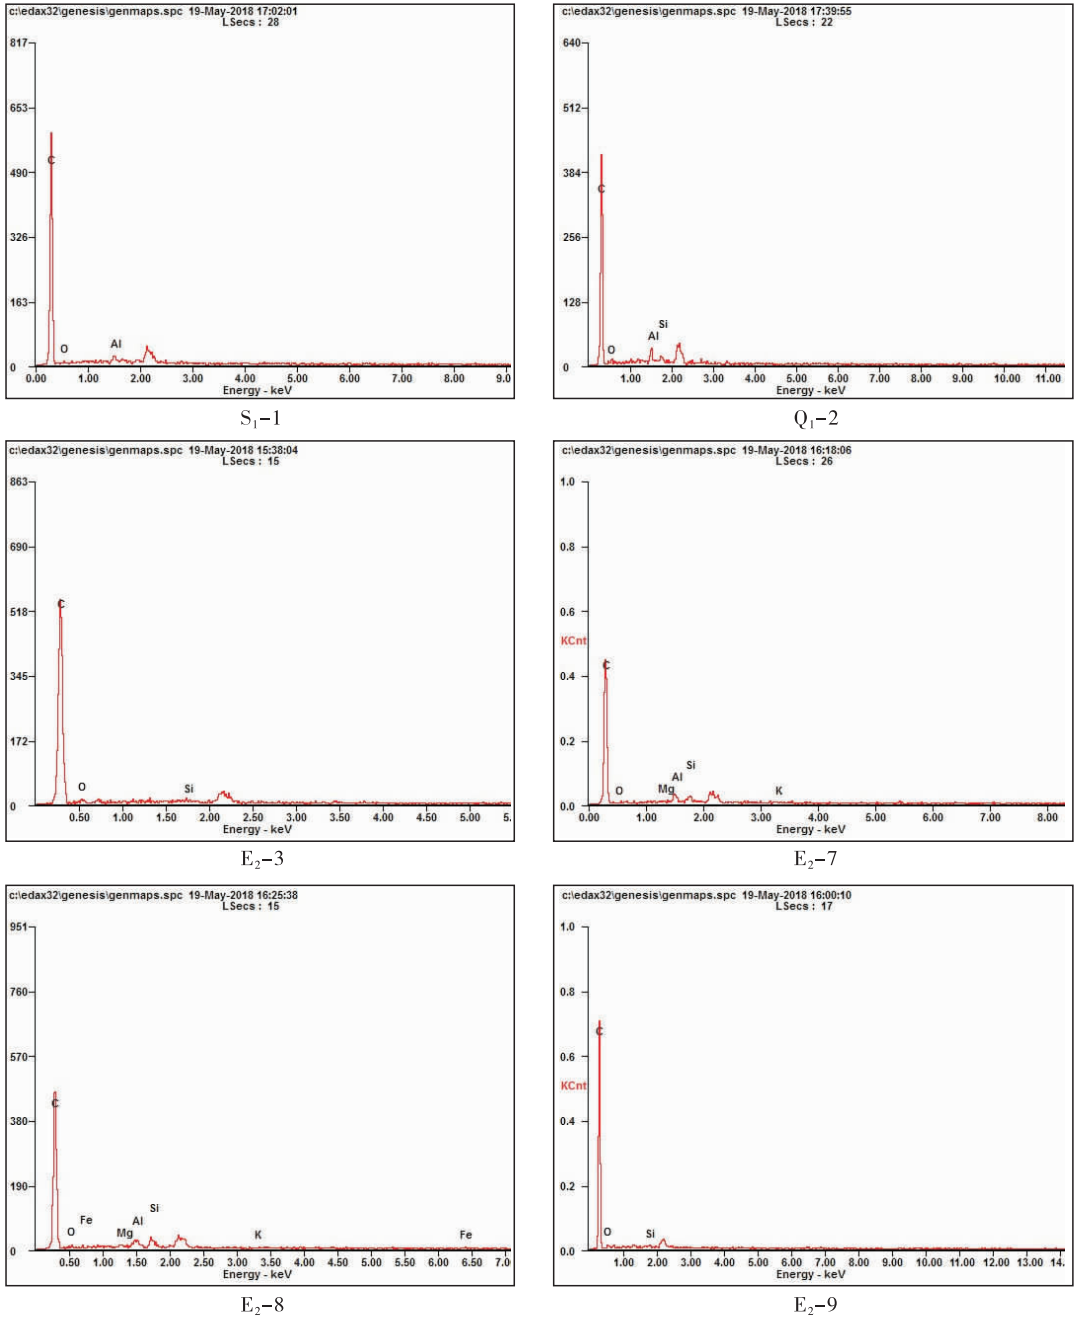 c:\edax32\genesis\genmaps.spc 19-May-2018 17:02:01
LSecs : 28
817
653
490
326
163
0
C
O
Al
0.00 1.00 2.00 3.00 4.00 5.00 6.00 7.00 8.00 9.0
Energy - keV
S₁-1
c:\edax32\genesis\genmaps.spc 19-May-2018 17:39:55
LSecs : 22
640
512
384
256
128
0
C
O
Al
Si
1.00 2.00 3.00 4.00 5.00 6.00 7.00 8.00 9.00 10.00 11.00
Energy - keV
Q₁-2
c:\edax32\genesis\genmaps.spc 19-May-2018 15:38:04
LSecs : 15
863
690
518
345
172
0
C
O
Si
0.50 1.00 1.50 2.00 2.50 3.00 3.50 4.00 4.50 5.00 5.
Energy - keV
E₂-3
c:\edax32\genesis\genmaps.spc 19-May-2018 16:18:06
LSecs : 26
1.0
0.8
0.6
KCnt
0.4
0.2
0.0
C
O
Mg
Al
Si
K
0.00 1.00 2.00 3.00 4.00 5.00 6.00 7.00 8.00
Energy - keV
E₂-7
c:\edax32\genesis\genmaps.spc 19-May-2018 16:25:38
LSecs : 15
951
760
570
380
190
0
C
O
Fe
Mg
Al
Si
K
Fe
0.50 1.00 1.50 2.00 2.50 3.00 3.50 4.00 4.50 5.00 5.50 6.00 6.50 7.0
Energy - keV
E₂-8
c:\edax32\genesis\genmaps.spc 19-May-2018 16:00:10
LSecs : 17
1.0
0.8
0.6
KCnt
0.4
0.2
0.0
C
O
Si
1.00 2.00 3.00 4.00 5.00 6.00 7.00 8.00 9.00 10.00 11.00 12.00 13.00 14.
Energy - keV
E₂-9